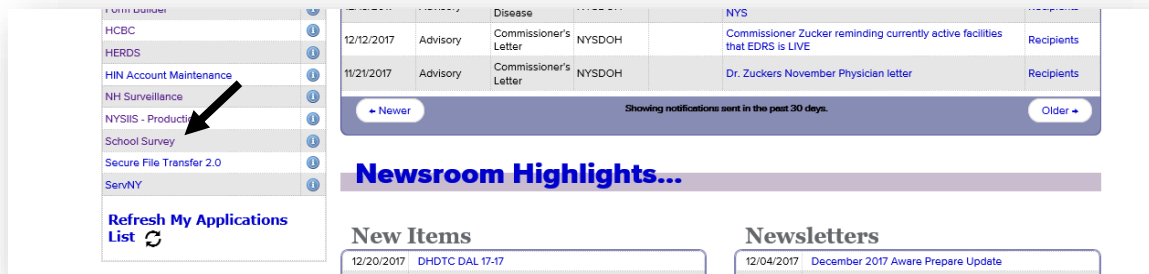 Form Builder
HCBC
HERDS
HIN Account Maintenance
NH Surveillance
NYSIIS - Producti
School Survey
Secure File Transfer 2.0
ServNY
Refresh My Applications
List
Disease
NYS
12/12/2017 Advisory Commissioner's Letter NYSDOH Commissioner Zucker reminding currently active facilities that EDRS is LIVE Recipients
11/21/2017 Advisory Commissioner's Letter NYSDOH Dr. Zuckers November Physician letter Recipients
← Newer Showing notifications sent in the past 30 days. Older →
Newsroom Highlights...
New Items
12/20/2017 DHDTC DAL 17-17
Newsletters
12/04/2017 December 2017 Aware Prepare Update